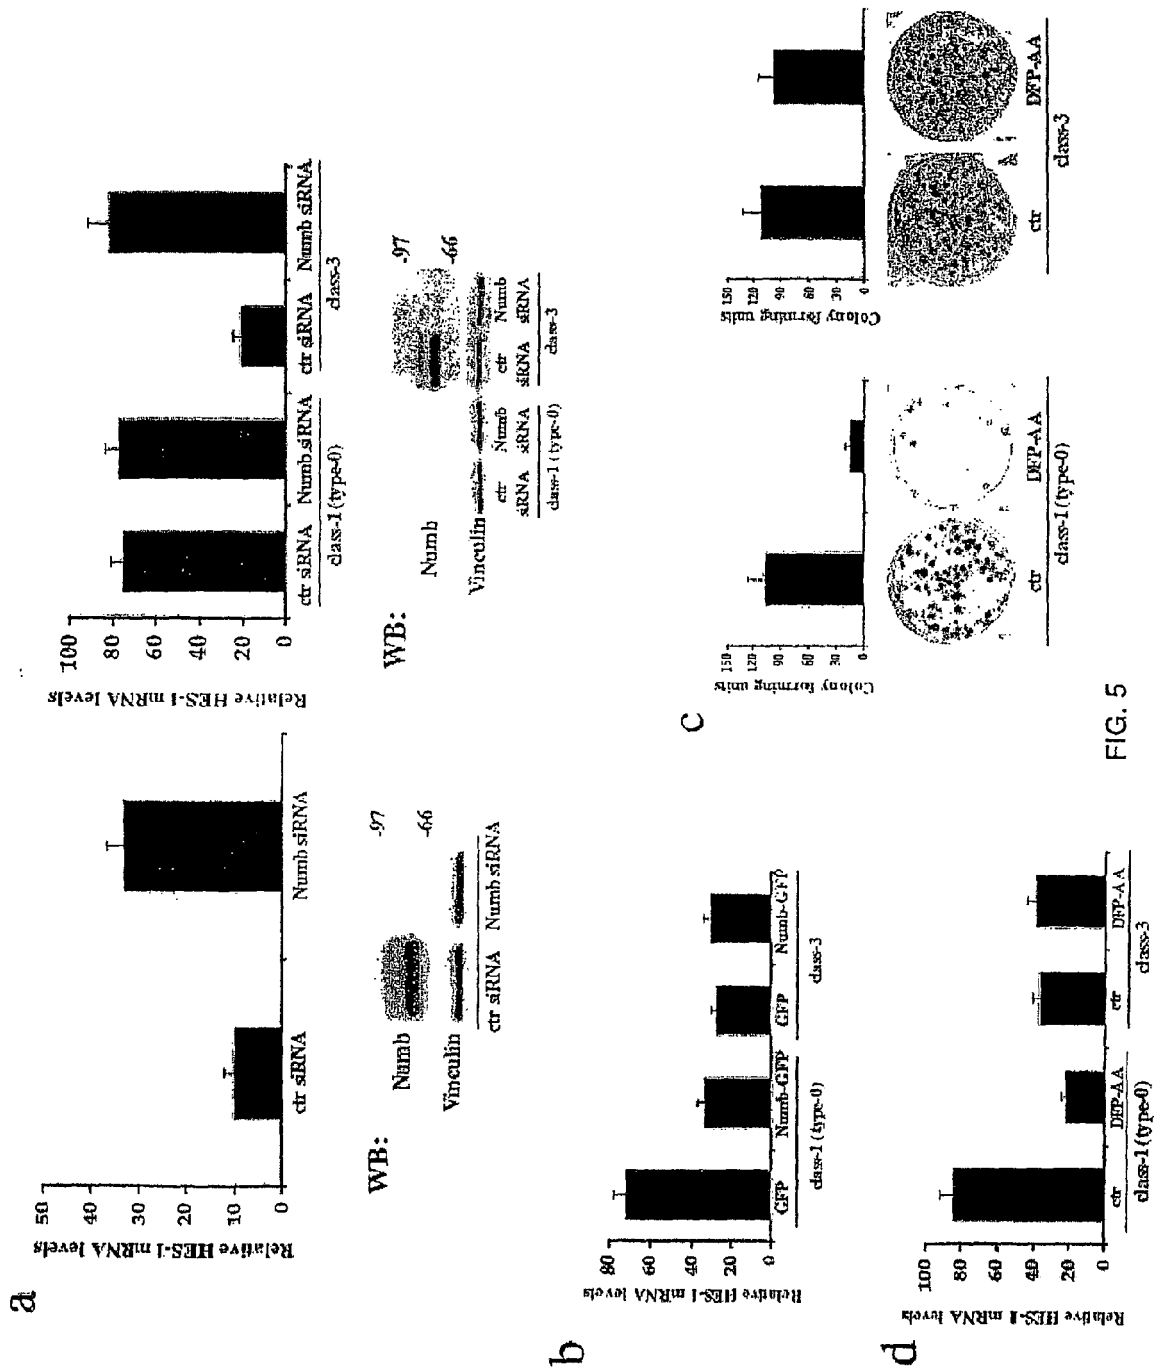 a
Relative HES-1 mRNA levels
50
40
30
20
10
0
ctr siRNA
Numb siRNA
WB:
Numb
-97
-66
Vinculin
ctr siRNA Numb siRNA
Relative HES-1 mRNA levels
100
80
60
40
20
0
ctr siRNA Numb siRNA ctr siRNA Numb siRNA
class-1 (type-0) class-3
WB:
Numb
-97
-66
Vinculin
ctr Numb ctr Numb
siRNA siRNA siRNA siRNA
class-1 (type-0) class-3
b
Relative HES-1 mRNA levels
80
60
40
20
0
GFP Numb-GFP GFP Numb-GFP
class-1 (type-0) class-3
c
Colony forming units
150
120
90
60
30
0
ctr DFP-AA
class-1 (type-0)
Colony forming units
150
120
90
60
30
0
ctr DFP-AA
class-3
d
Relative HES-1 mRNA levels
100
80
60
40
20
0
ctr DFP-AA ctr DFP-AA
class-1 (type-0) class-3
FIG. 5